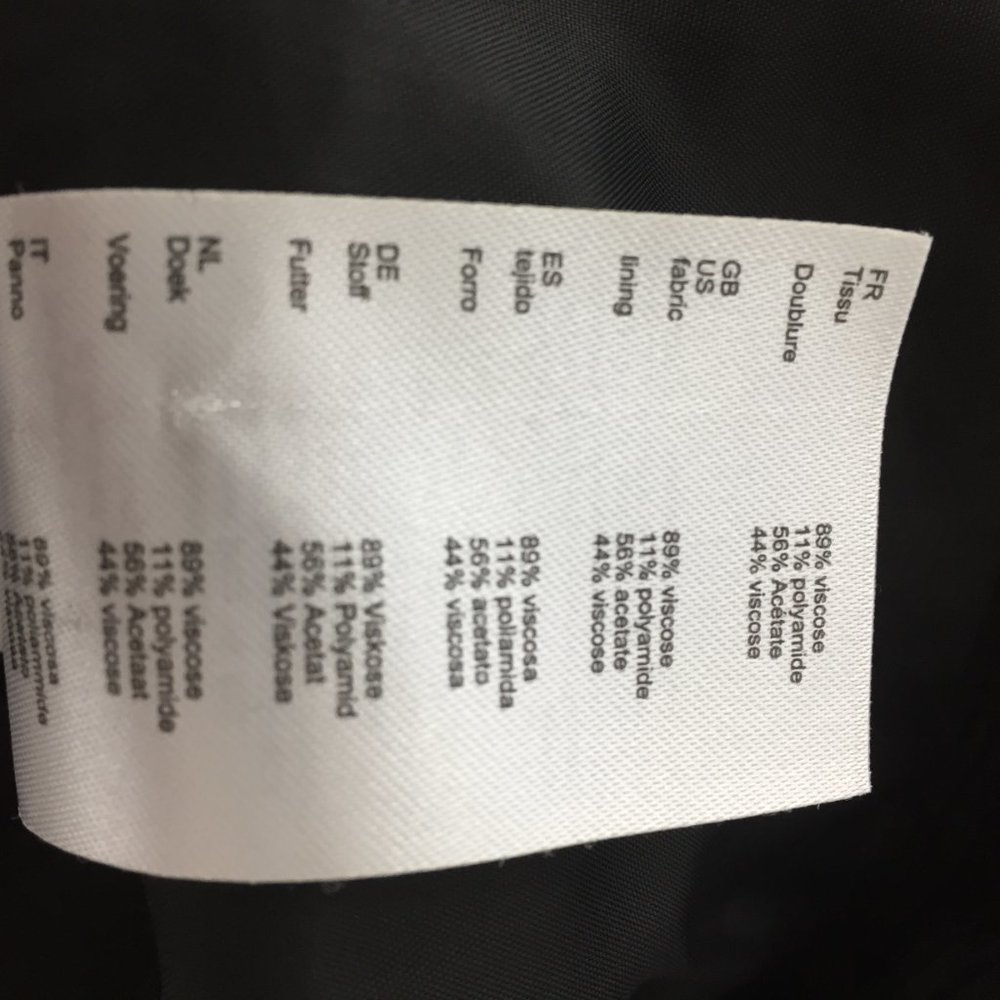 FR
Tissu 89% viscose
11% polyamide
Doublure 56% Acétate
44% viscose
GB
US
fabric 89% viscose
11% polyamide
lining 56% acetate
44% viscose
ES
tejido 89% viscosa
11% poliamida
Forro 56% acetato
44% viscosa
DE
Stoff 89% Viskose
11% Polyamid
56% Acetat
Futter 44% Viskose
NL
Doek 89% viscose
11% polyamide
56% Acetaat
Voering 44% viscose
IT
Panno 89% viscosa
11% poliammide